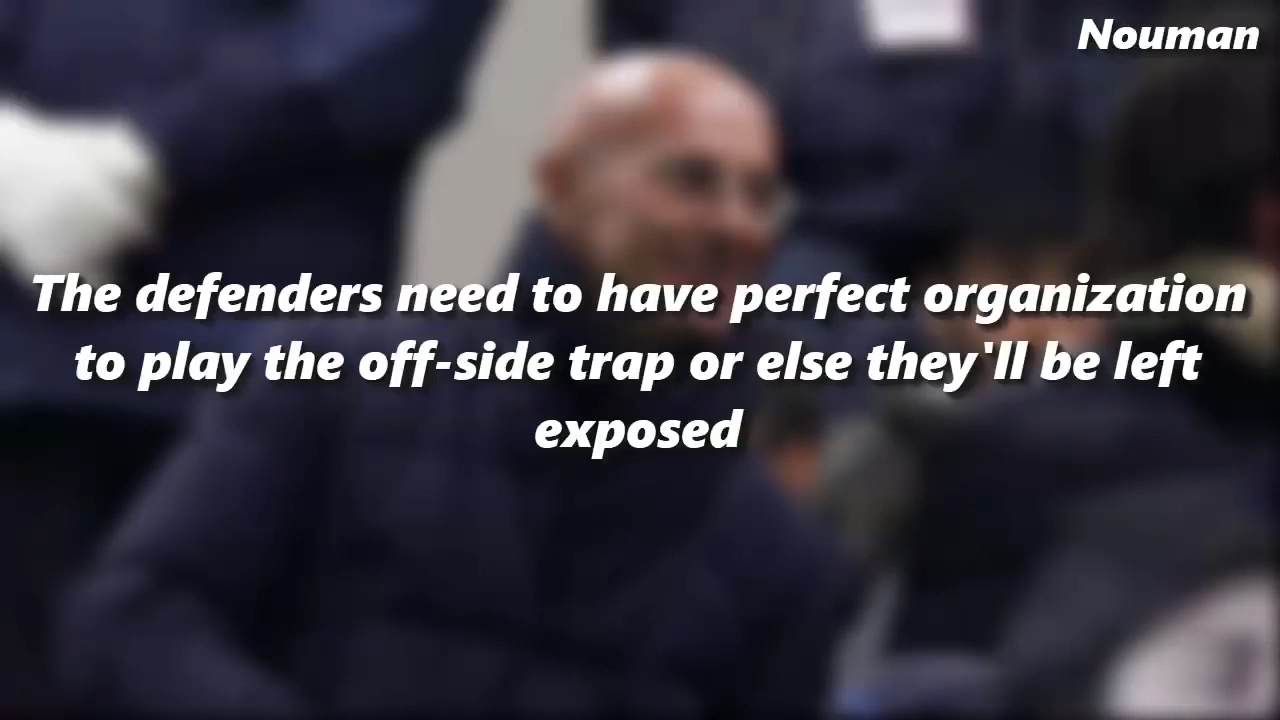 Nouman
The defenders need to have perfect organization
to play the off-side trap or else they'll be left
exposed